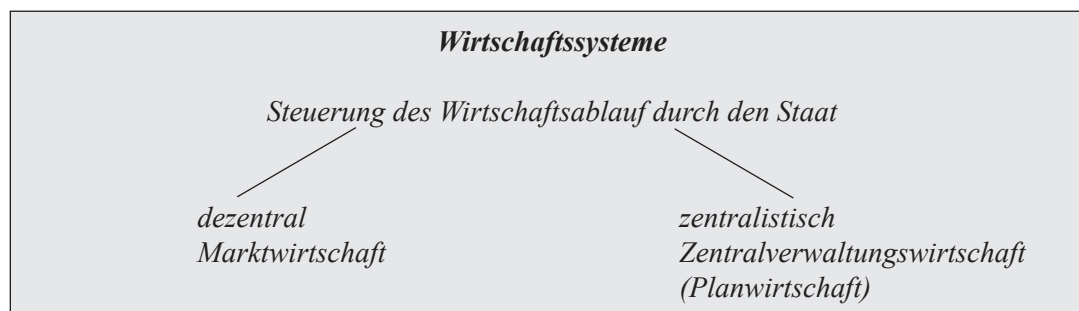 Wirtschaftssysteme
Steuerung des Wirtschaftsablauf durch den Staat
dezentral
Marktwirtschaft
zentralistisch
Zentralverwaltungswirtschaft
(Planwirtschaft)